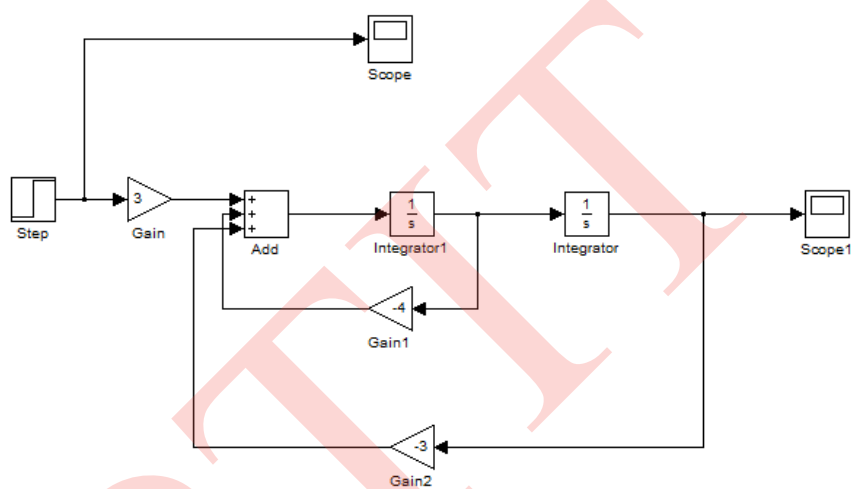 Scope
3
+
+
+
1
s
1
s
Step
Gain
Add
Integrator1
Integrator
Scope1
-4
Gain1
-3
Gain2